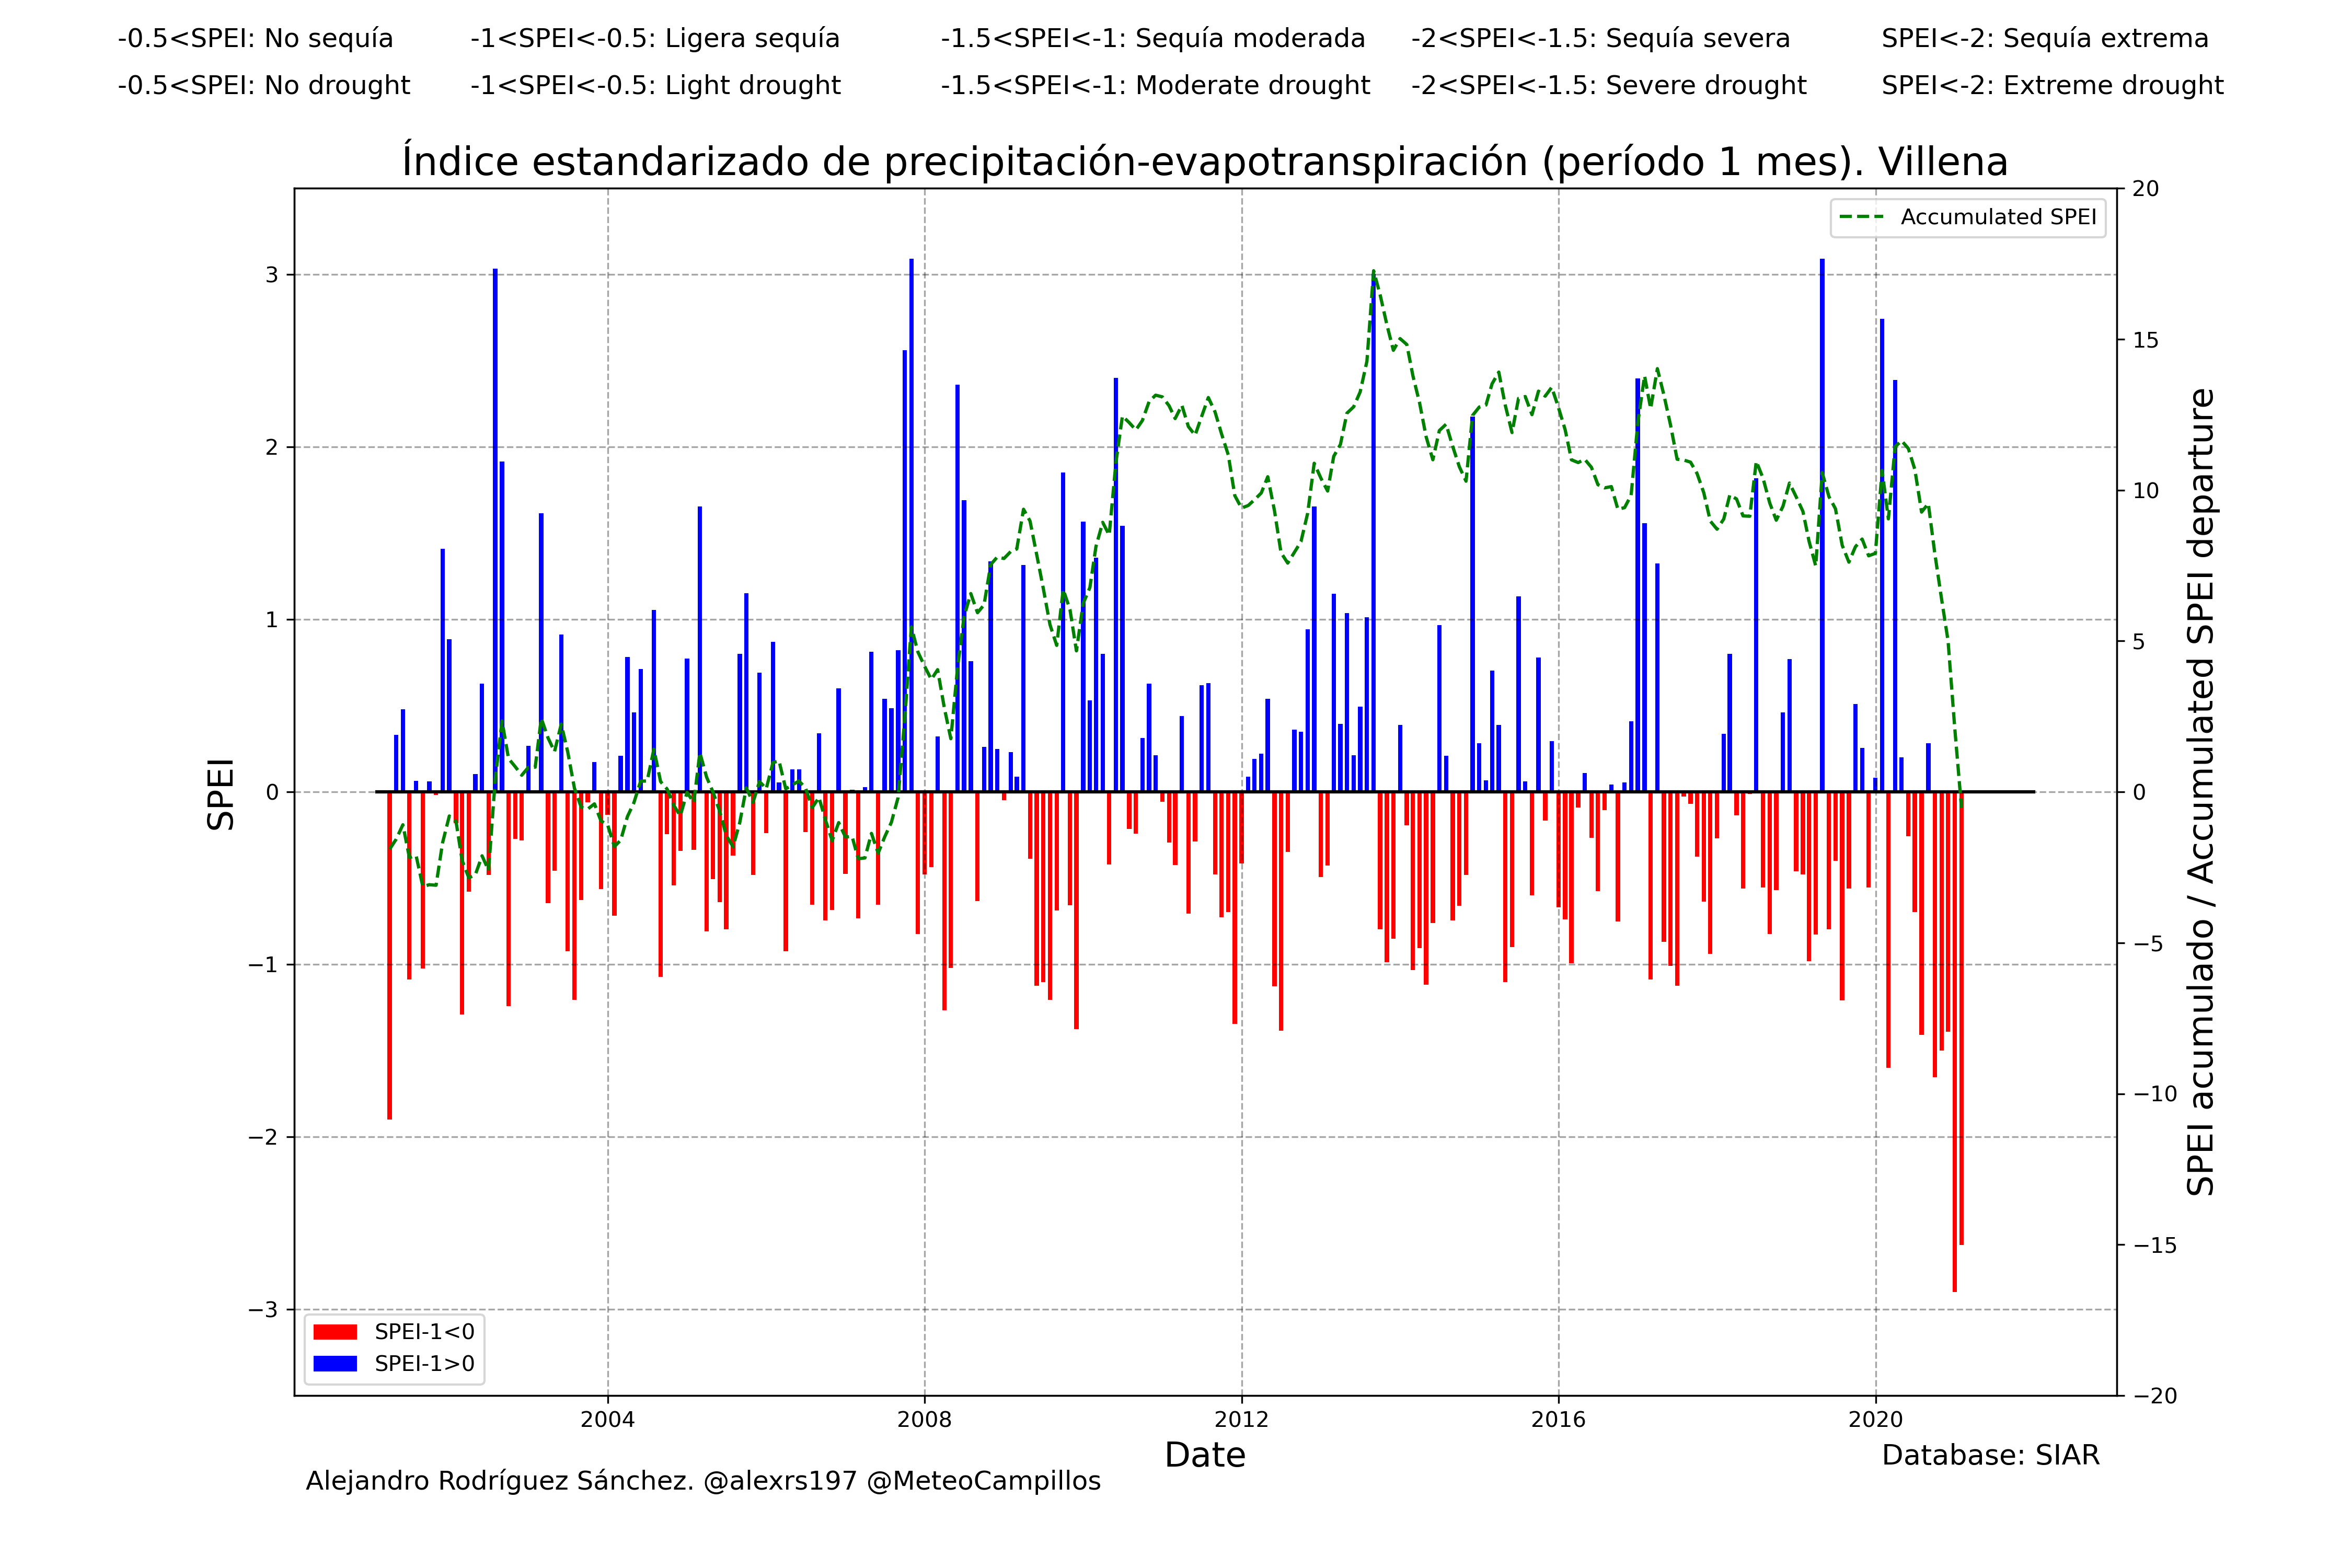 -0.5<SPEI: No sequía
-1<SPEI<-0.5: Ligera sequía
-1.5<SPEI<-1: Sequía moderada
-2<SPEI<-1.5: Sequía severa
SPEI<-2: Sequía extrema
-0.5<SPEI: No drought
-1<SPEI<-0.5: Light drought
-1.5<SPEI<-1: Moderate drought
-2<SPEI<-1.5: Severe drought
SPEI<-2: Extreme drought
Índice estandarizado de precipitación-evapotranspiración (período 1 mes). Villena
Accumulated SPEI
SPEI
3
2
1
0
−1
−2
−3
20
15
10
5
0
−5
−10
−15
−20
SPEI acumulado / Accumulated SPEI departure
SPEI-1<0
SPEI-1>0
2004
2008
2012
2016
2020
Date
Database: SIAR
Alejandro Rodríguez Sánchez. @alexrs197 @MeteoCampillos